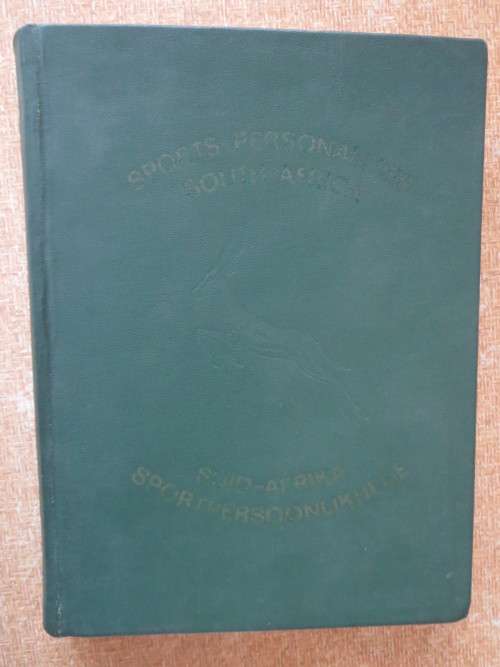 SPORTS PERSONALITIES
SOUTH AFRICA
SUID-AFRIKA
SPORTPERSOONLIKHEDE